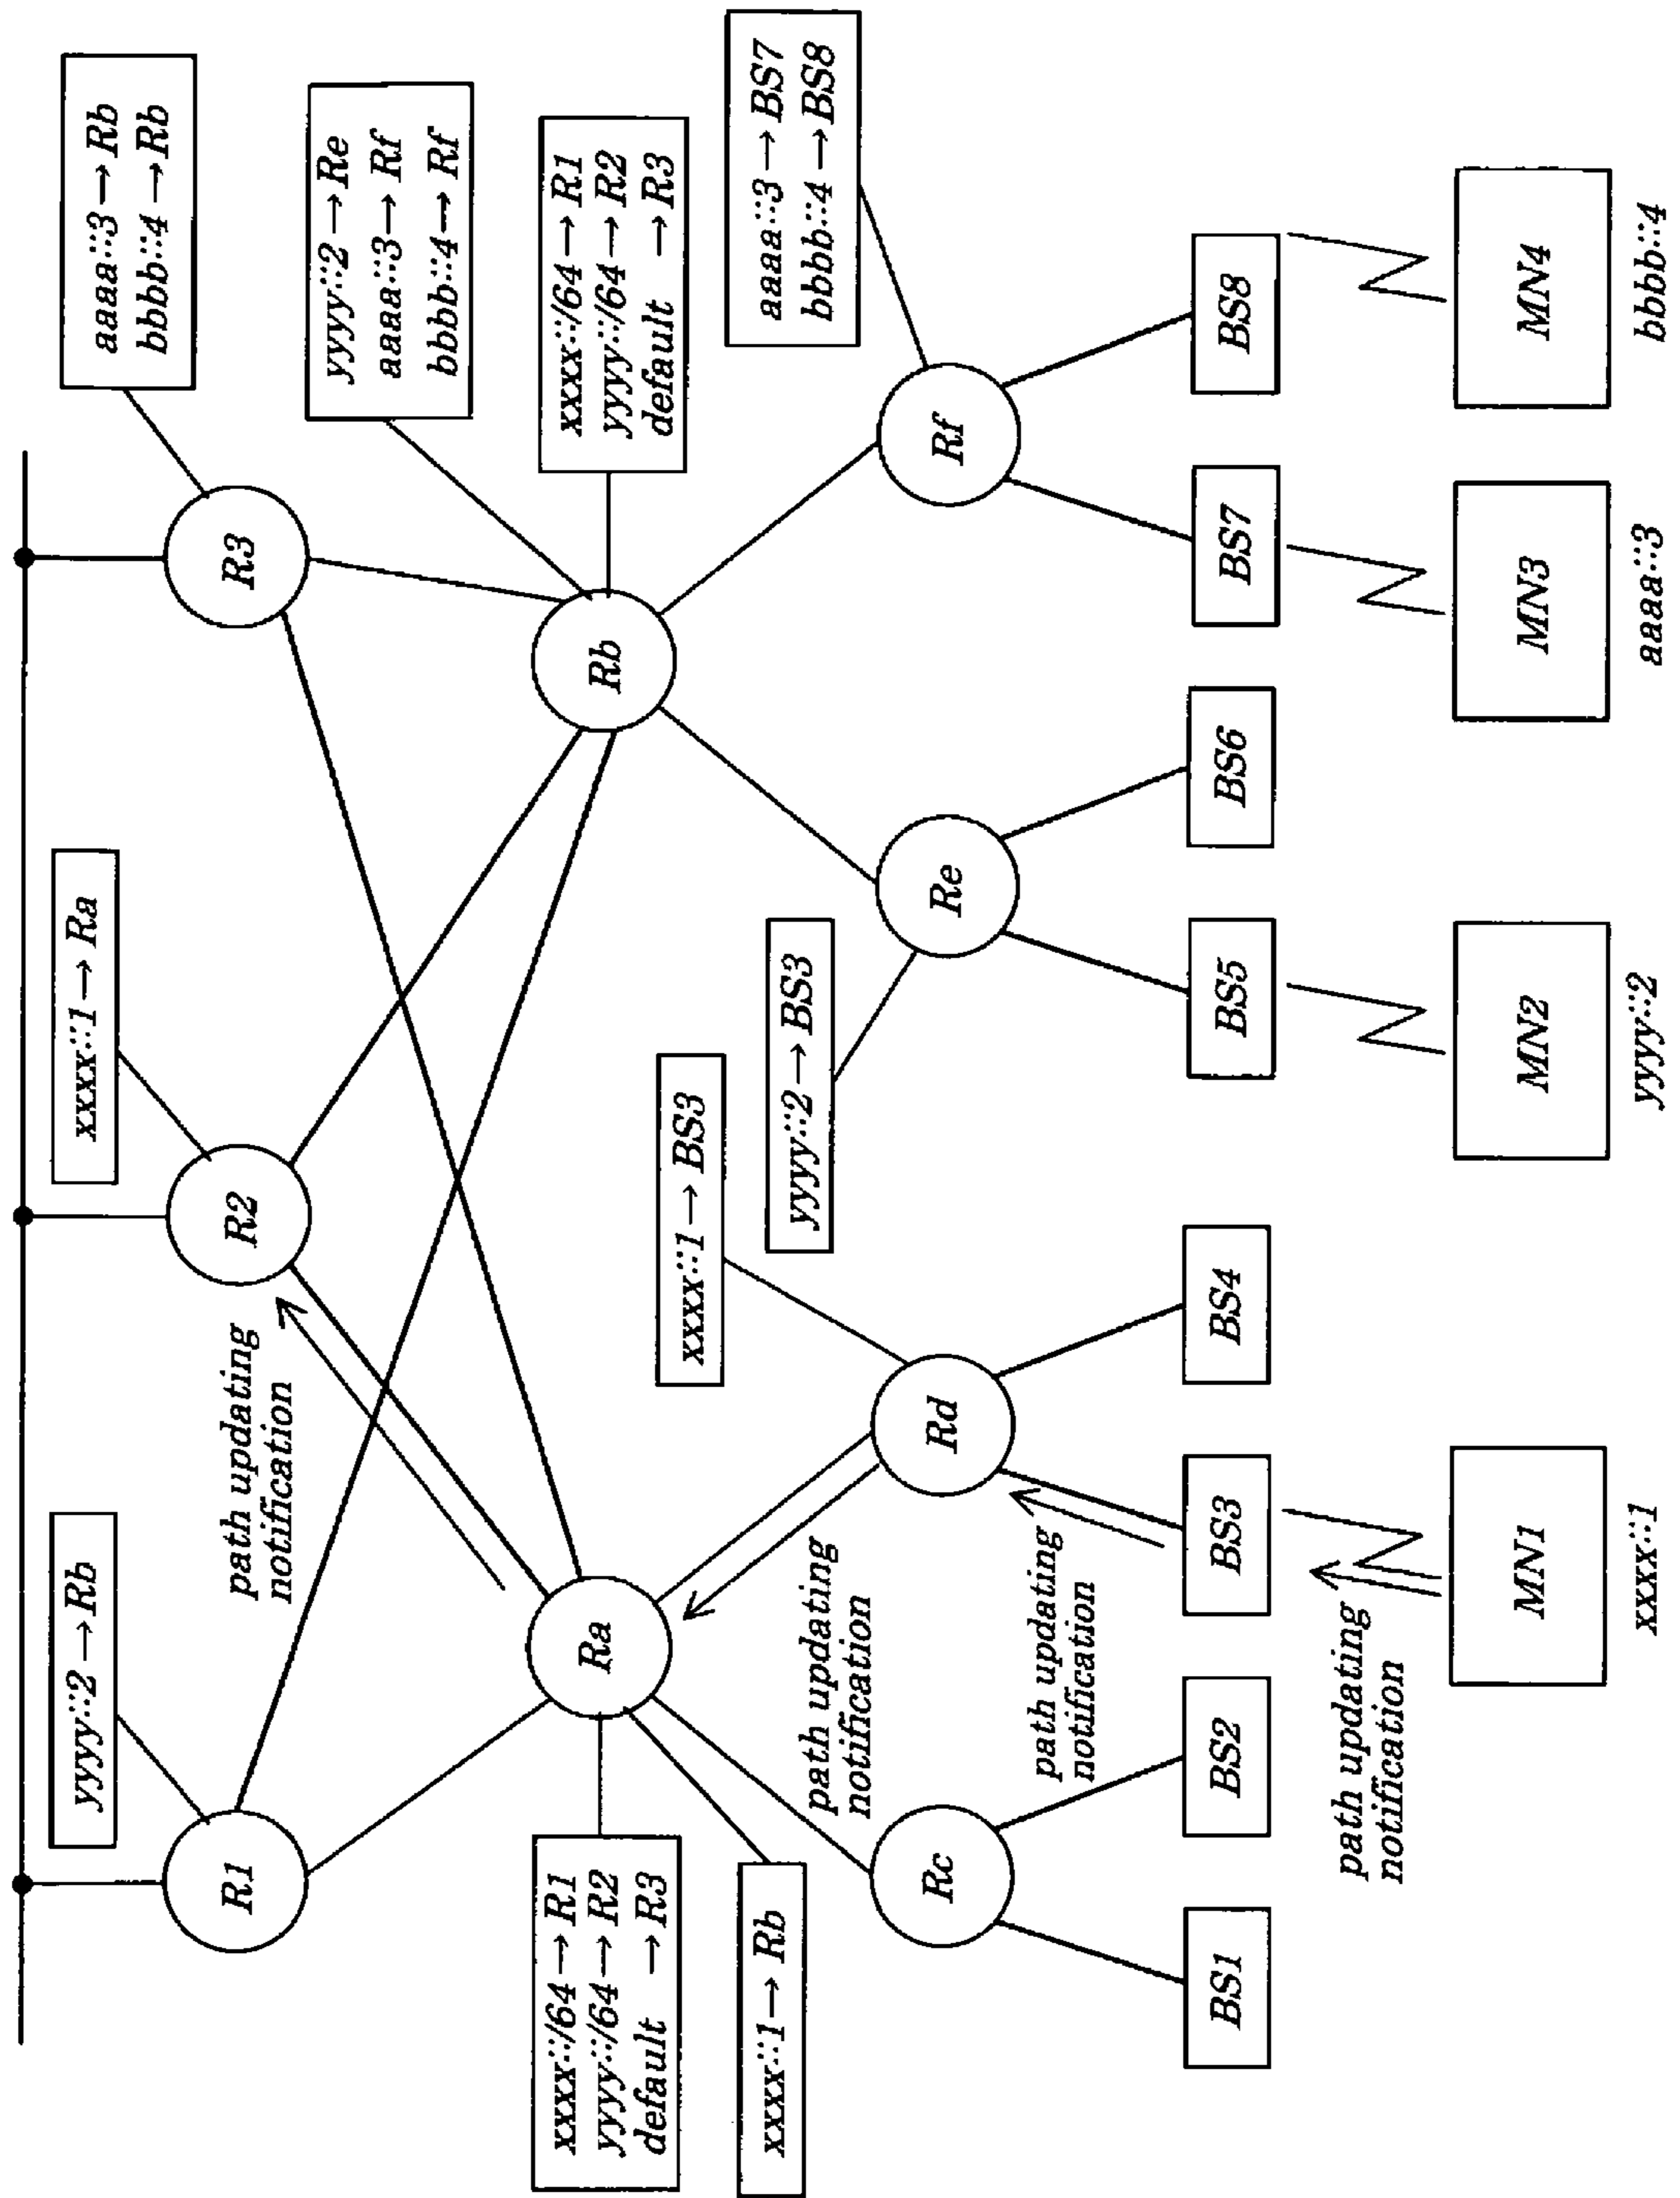 yyyy::2→Rb
xxxx::1→Ra
aaaa::3→Rb
bbbb::4→Rb
R1
R2
R3
path updating
notification
yyyy::2→Re
aaaa::3→Rf
bbbb::4→Rf
xxxx::/64→R1
yyyy::/64→R2
default →R3
Ra
Rb
xxxx::/64→R1
yyyy::/64→R2
default →R3
xxxx::1→Rb
path updating
notification
xxxx::1→BS3
yyyy::2→BS3
aaaa::3→BS7
bbbb::4→BS8
Rc
Rd
Re
Rf
path updating
notification
BS1
BS2
BS3
BS4
BS5
BS6
BS7
BS8
path updating
notification
MN1
MN2
MN3
MN4
xxxx::1
yyyy::2
aaaa::3
bbbb::4